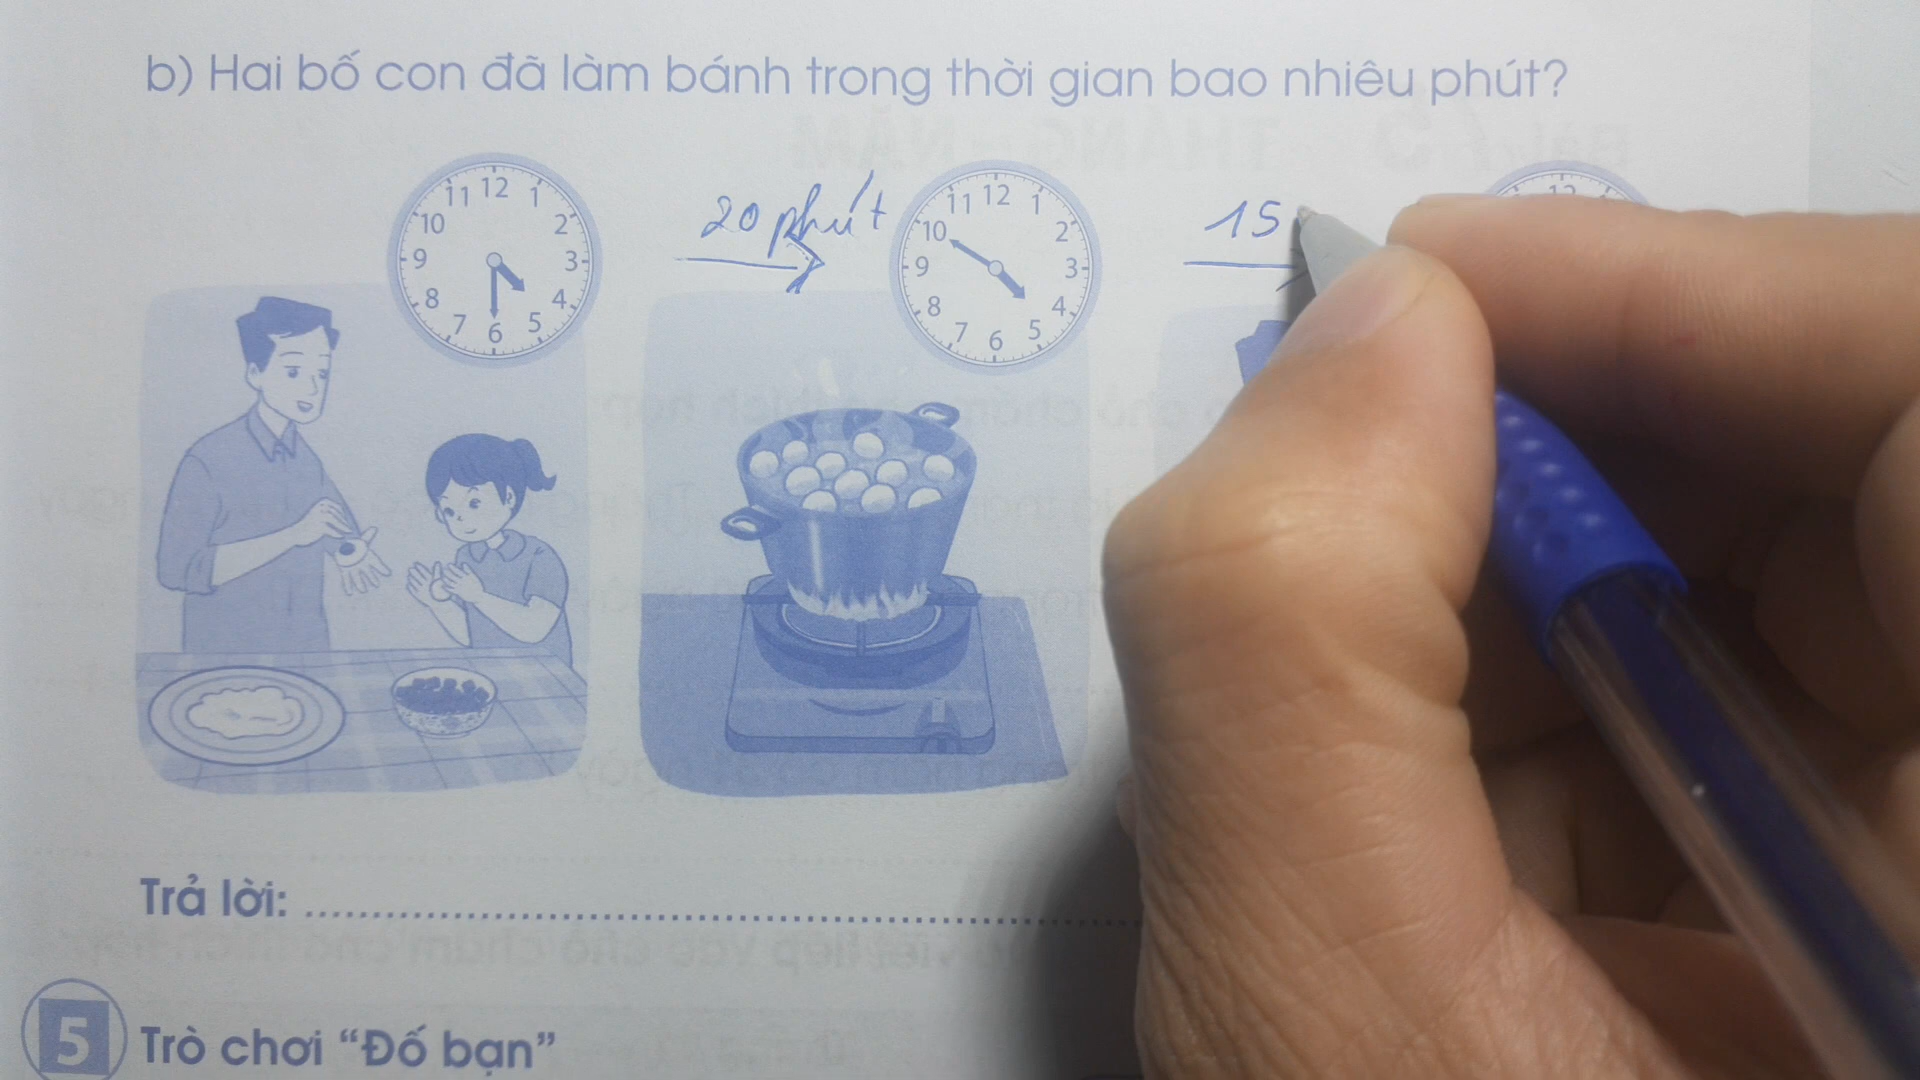 b) Hai bố con đã làm bánh trong thời gian bao nhiêu phút?
20 phút
15
11 12 1
10 2
9 3
8 4
7 6 5
11 12 1
10 2
9 3
8 4
7 6 5
12
Trả lời:
5 Trò chơi “Đố bạn”